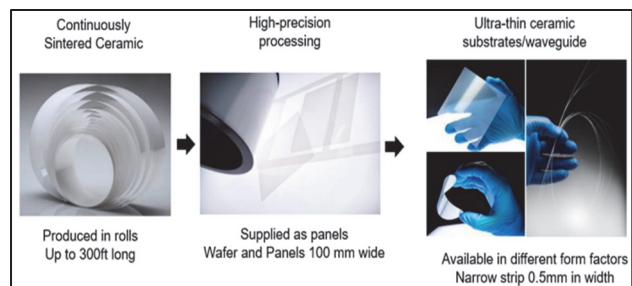 Continuously
Sintered Ceramic
High-precision
processing
Ultra-thin ceramic
substrates/waveguide
Produced in rolls
Up to 300ft long
Supplied as panels
Wafer and Panels 100 mm wide
Available in different form factors
Narrow strip 0.5mm in width